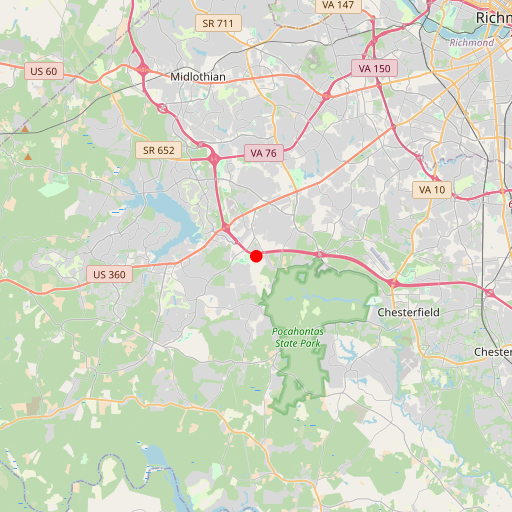 VA 147
SR 711
Richm
Richmond
US 60
Midlothian
VA 150
SR 652
VA 76
VA 10
6
US 360
Chesterfield
Pocahontas
State Park
Chester